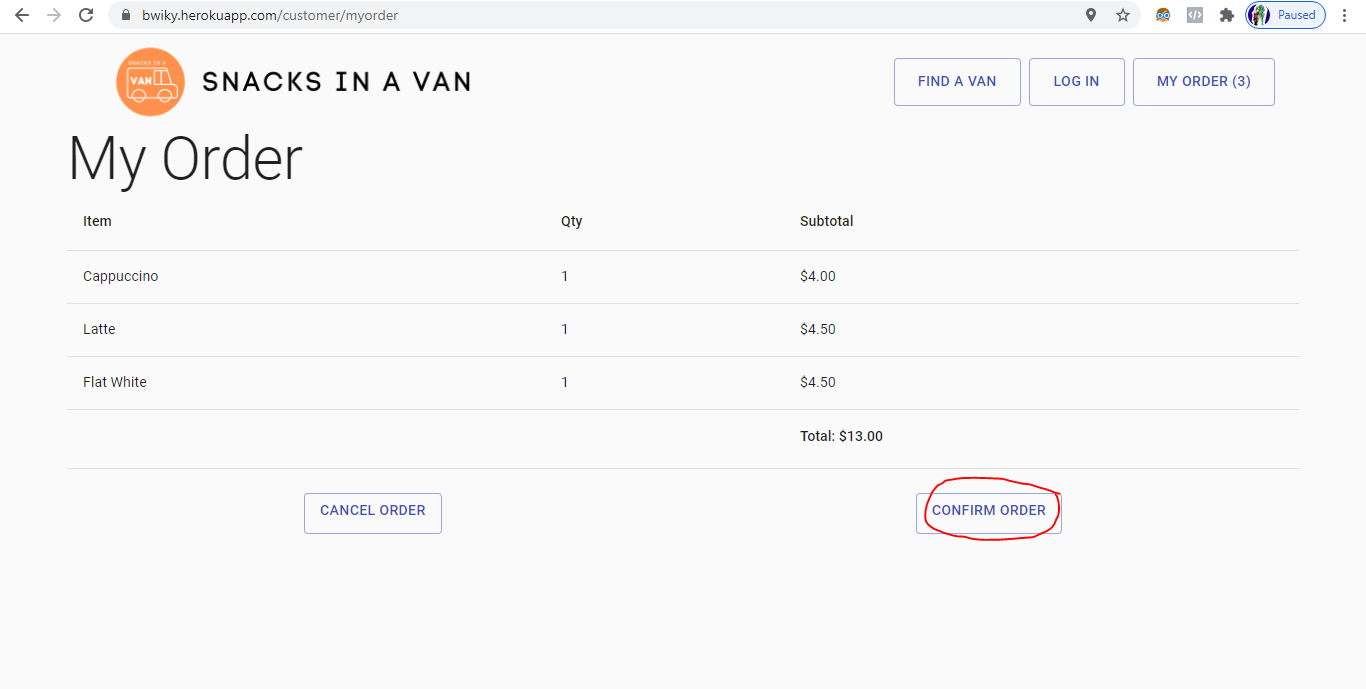 bwiky.herokuapp.com/customer/myorder Paused
SNACKS IN A
VAN
SNACKS IN A VAN
FIND A VAN LOG IN MY ORDER (3)
My Order
Item Qty Subtotal
Cappuccino 1 $4.00
Latte 1 $4.50
Flat White 1 $4.50
Total: $13.00
CANCEL ORDER CONFIRM ORDER